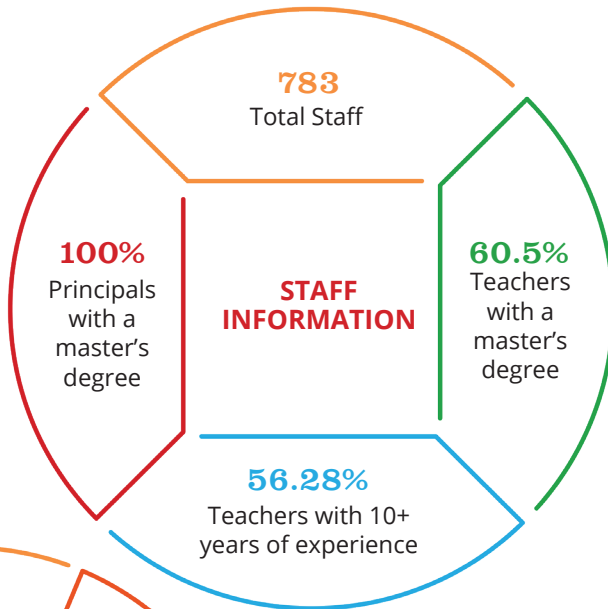 783
Total Staff
100%
Principals
with a
master's
degree
STAFF
INFORMATION
60.5%
Teachers
with a
master's
degree
56.28%
Teachers with 10+
years of experience